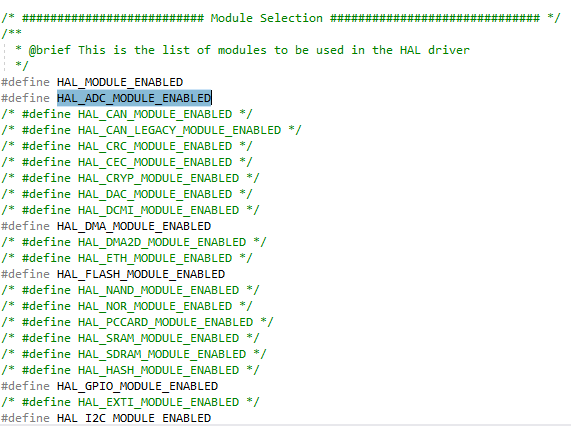 /* ########################## Module Selection ############################## */
/**
* @brief This is the list of modules to be used in the HAL driver
*/
#define HAL_MODULE_ENABLED
#define HAL_ADC_MODULE_ENABLED
/* #define HAL_CAN_MODULE_ENABLED */
/* #define HAL_CAN_LEGACY_MODULE_ENABLED */
/* #define HAL_CRC_MODULE_ENABLED */
/* #define HAL_CEC_MODULE_ENABLED */
/* #define HAL_CRYP_MODULE_ENABLED */
/* #define HAL_DAC_MODULE_ENABLED */
/* #define HAL_DCMI_MODULE_ENABLED */
#define HAL_DMA_MODULE_ENABLED
/* #define HAL_DMA2D_MODULE_ENABLED */
/* #define HAL_ETH_MODULE_ENABLED */
#define HAL_FLASH_MODULE_ENABLED
/* #define HAL_NAND_MODULE_ENABLED */
/* #define HAL_NOR_MODULE_ENABLED */
/* #define HAL_PCCARD_MODULE_ENABLED */
/* #define HAL_SRAM_MODULE_ENABLED */
/* #define HAL_SDRAM_MODULE_ENABLED */
/* #define HAL_HASH_MODULE_ENABLED */
#define HAL_GPIO_MODULE_ENABLED
/* #define HAL_EXTI_MODULE_ENABLED */
#define HAL_I2C_MODULE_ENABLED